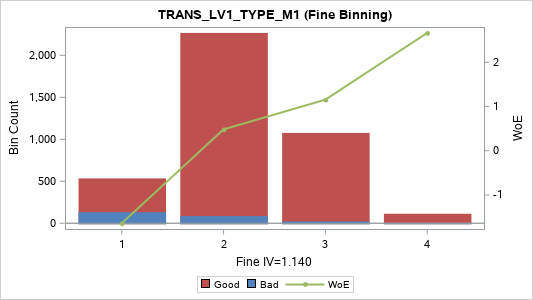 TRANS_LV1_TYPE_M1 (Fine Binning)
2,000
1,500
1,000
500
0
Bin Count
2
1
0
-1
WoE
1 2 3 4
Fine IV=1.140
Good Bad WoE